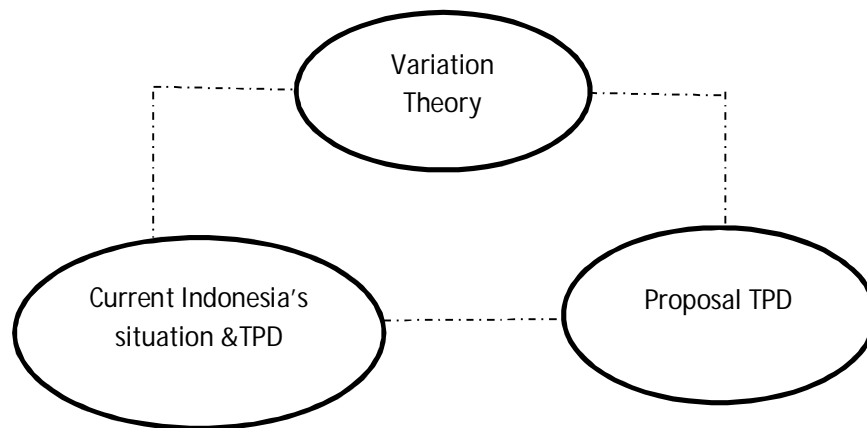 Variation
Theory
Current Indonesia's
situation &TPD
Proposal TPD